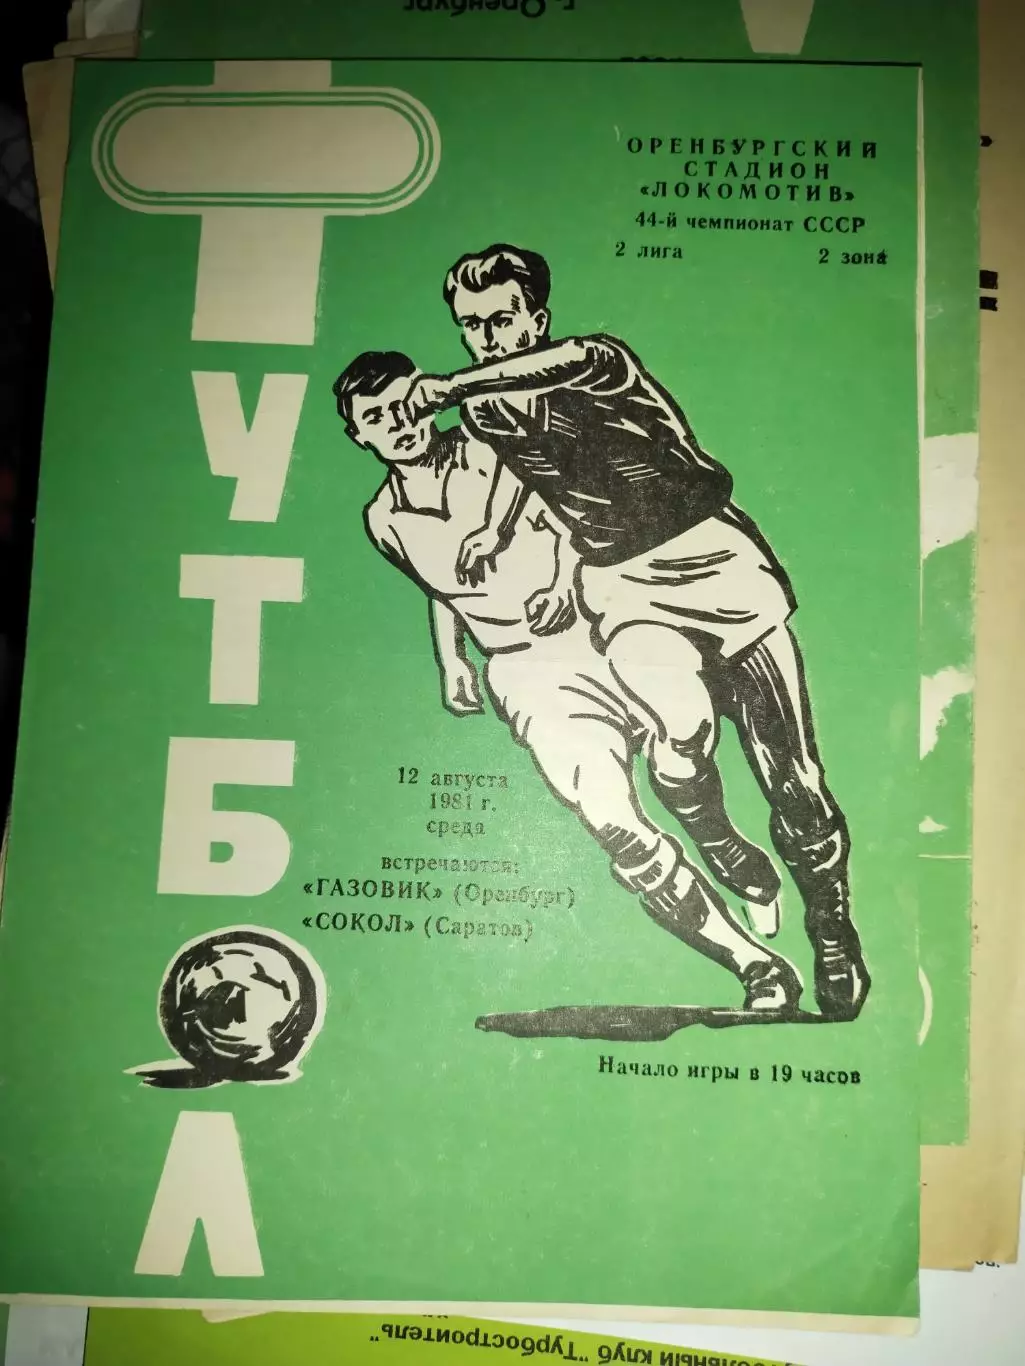 г. Оренбург
ФУТБОЛ
ОРЕНБУРГСКИЙ
СТАДИОН
«ЛОКОМОТИВ»
44-й чемпионат СССР
2 лига 2 зона
12 августа
1981 г.
среда
встречаются:
«ГАЗОВИК» (Оренбург)
«СОКОЛ» (Саратов)
Начало игры в 19 часов
клуб "Турбостроитель"